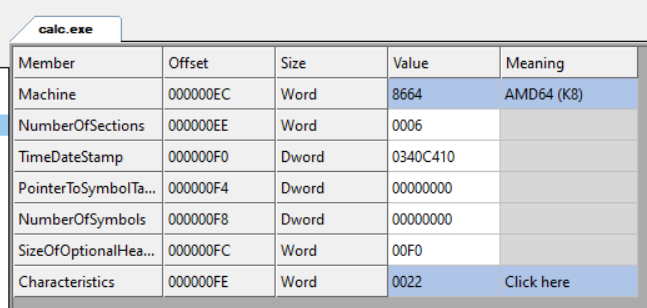 calc.exe
Member Offset Size Value Meaning
Machine 000000EC Word 8664 AMD64 (K8)
NumberOfSections 000000EE Word 0006
TimeDateStamp 000000F0 Dword 0340C410
PointerToSymbolTa... 000000F4 Dword 00000000
NumberOfSymbols 000000F8 Dword 00000000
SizeOfOptionalHea... 000000FC Word 00F0
Characteristics 000000FE Word 0022 Click here